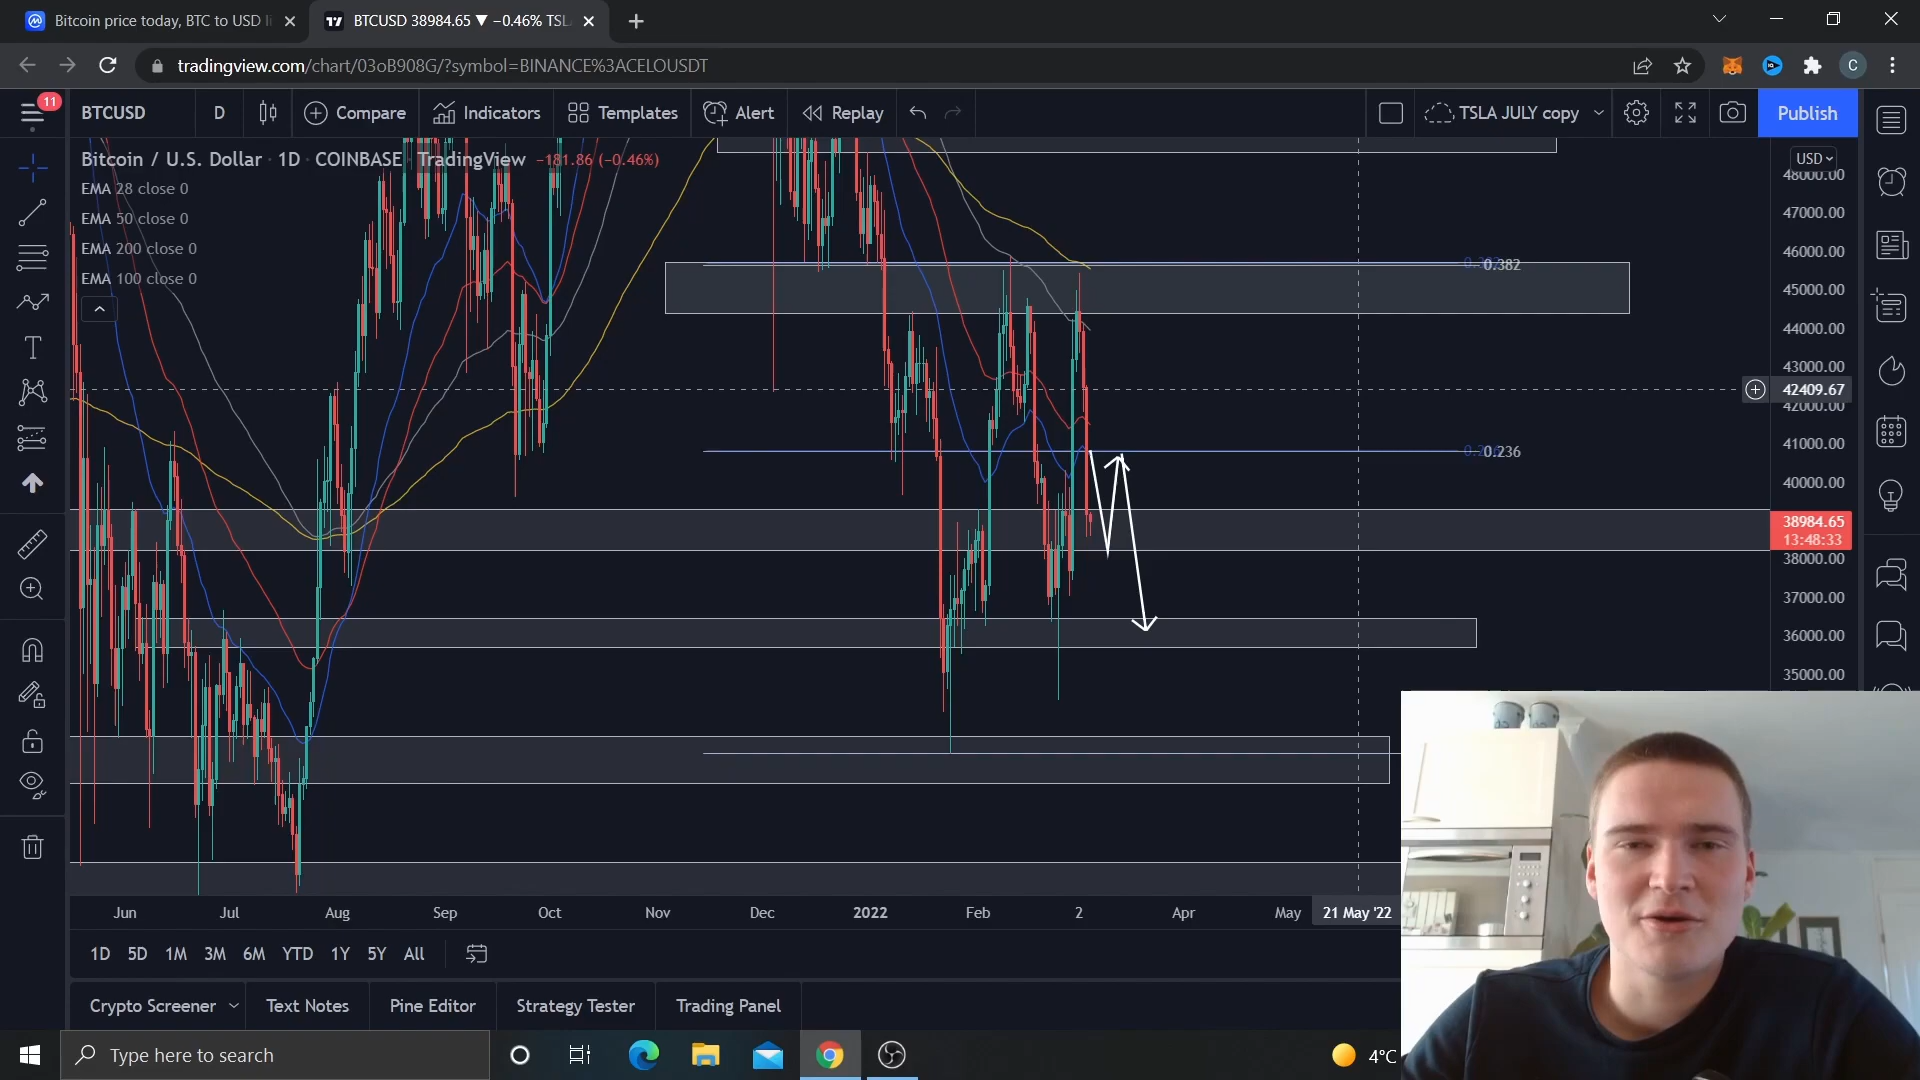 Bitcoin price today, BTC to USD li
BTCUSD 38984.65 ▼ −0.46% TSL
tradingview.com/chart/03oB908G/?symbol=BINANCE%3ACELOUSDT
C
11
BTCUSD
D
Compare
Indicators
Templates
Alert
Replay
TSLA JULY copy
Publish
Bitcoin / U.S. Dollar · 1D · COINBASE · TradingView −181.86 (−0.46%)
EMA 28 close 0
EMA 50 close 0
EMA 200 close 0
EMA 100 close 0
USD
48000.00
47000.00
46000.00
0.382
45000.00
44000.00
43000.00
42409.67
42000.00
41000.00
0.236
40000.00
38984.65
13:48:33
38000.00
37000.00
36000.00
35000.00
Jun
Jul
Aug
Sep
Oct
Nov
Dec
2022
Feb
2
Apr
May
21 May '22
1D
5D
1M
3M
6M
YTD
1Y
5Y
All
Crypto Screener
Text Notes
Pine Editor
Strategy Tester
Trading Panel
Type here to search
4°C